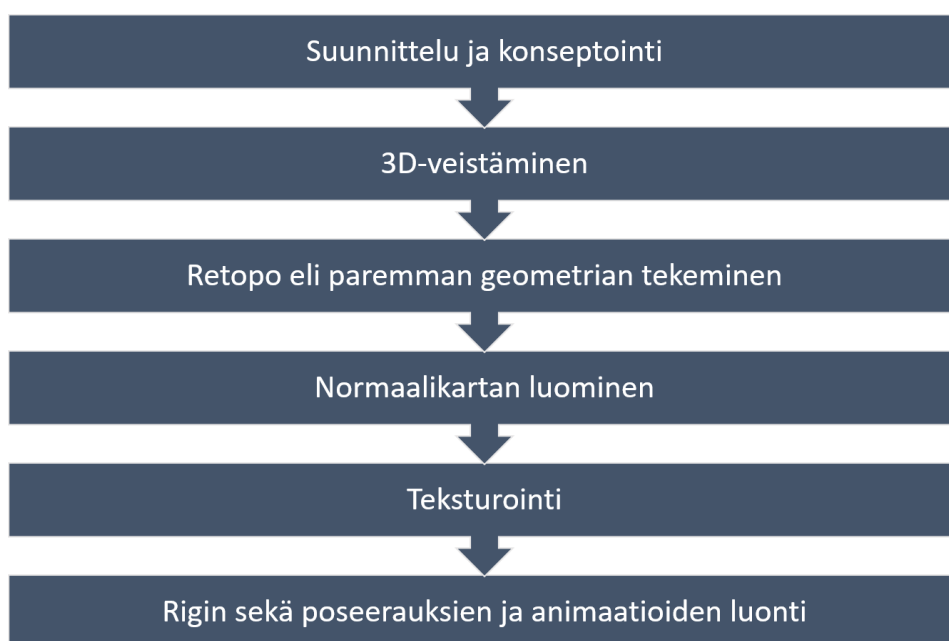 Suunnittelu ja konseptointi
3D-veistäminen
Retopo eli paremman geometrian tekeminen
Normaalikartan luominen
Teksturointi
Rigin sekä poseerauksien ja animaatioiden luonti